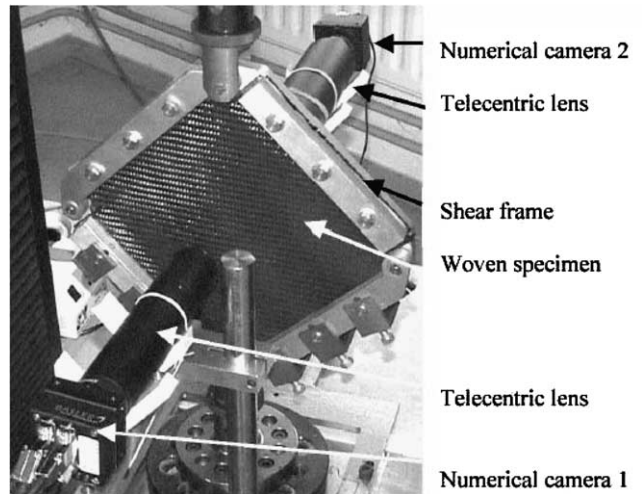 Numerical camera 2
Telecentric lens
Shear frame
Woven specimen
Telecentric lens
Numerical camera 1